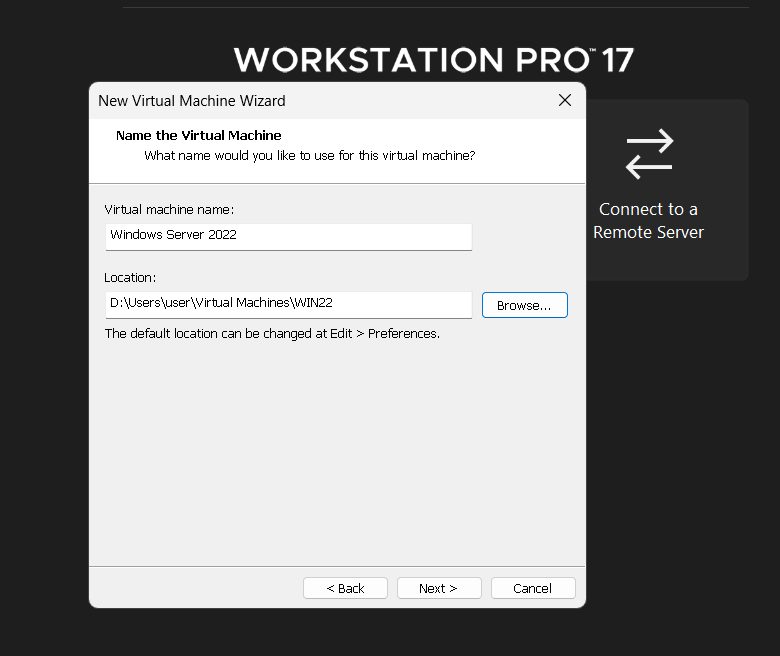 WORKSTATION PRO™ 17
New Virtual Machine Wizard
Name the Virtual Machine
What name would you like to use for this virtual machine?
Virtual machine name:
Windows Server 2022
Location:
D:\Users\user\Virtual Machines\WIN22
Browse...
The default location can be changed at Edit > Preferences.
< Back
Next >
Cancel
Connect to a
Remote Server